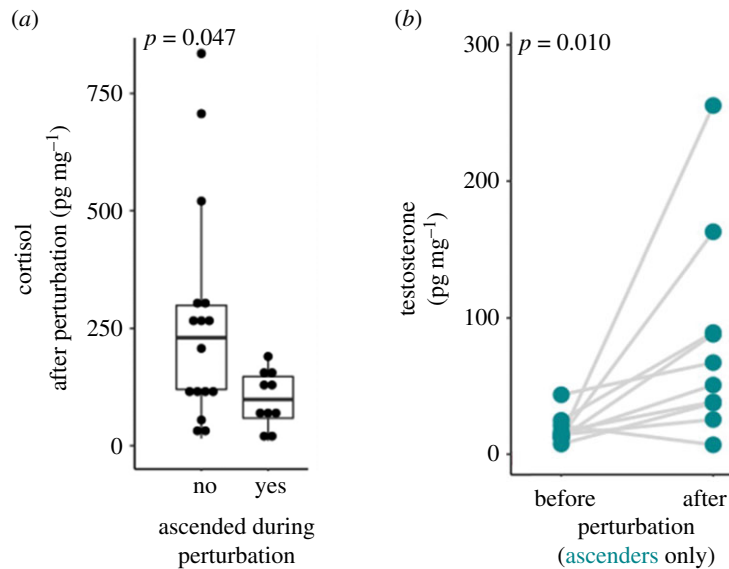 (a)
p = 0.047
750
500
250
0
cortisol
after perturbation (pg mg⁻¹)
no yes
ascended during
perturbation
(b)
p = 0.010
300
200
100
0
testosterone
(pg mg⁻¹)
before after
perturbation
(ascenders only)